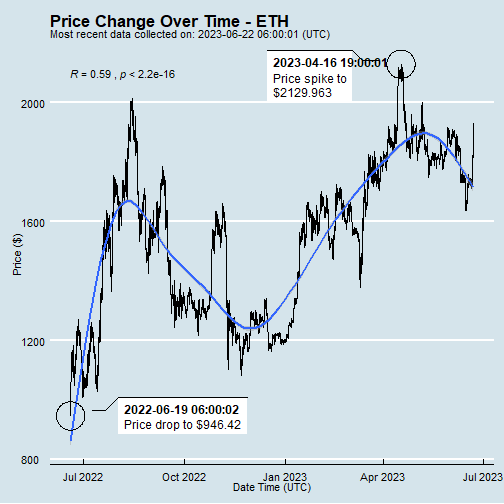 Price Change Over Time - ETH
Most recent data collected on: 2023-06-22 06:00:01 (UTC)
R = 0.59 , p < 2.2e-16
2023-04-16 19:00:01
Price spike to
$2129.963
2000
1600
1200
800
Price ($)
2022-06-19 06:00:02
Price drop to $946.42
Jul 2022
Oct 2022
Jan 2023
Apr 2023
Jul 2023
Date Time (UTC)